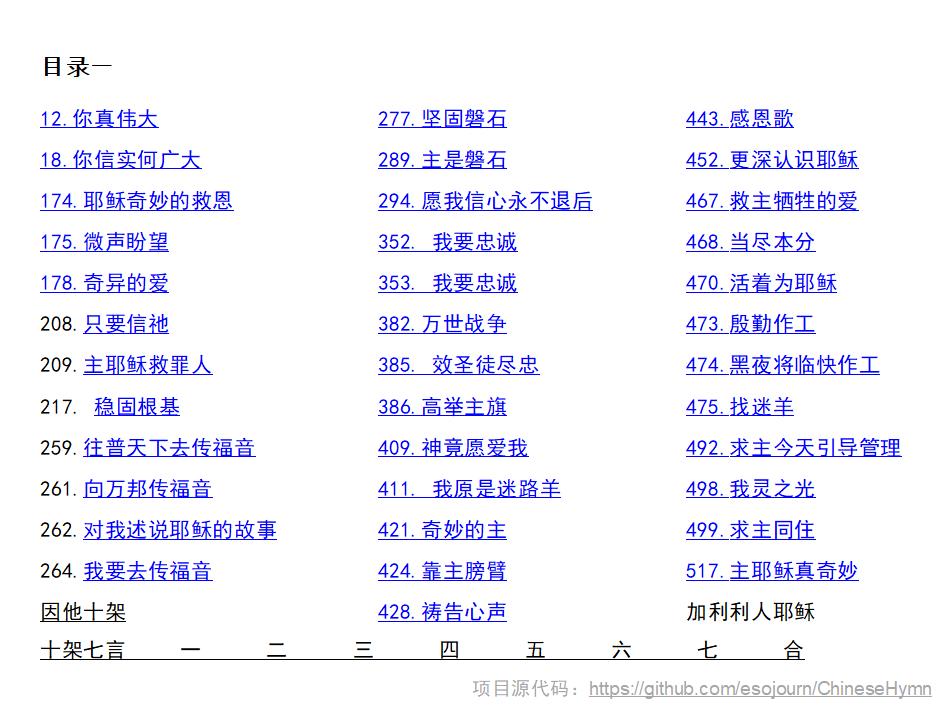 目录一
12.你真伟大
18.你信实何广大
174.耶稣奇妙的救恩
175.微声盼望
178.奇异的爱
208.只要信祂
209.主耶稣救罪人
217. 稳固根基
259.往普天下去传福音
261.向万邦传福音
262.对我述说耶稣的故事
264.我要去传福音
因他十架
277.坚固磐石
289.主是磐石
294.愿我信心永不退后
352. 我要忠诚
353. 我要忠诚
382.万世战争
385. 效圣徒尽忠
386.高举主旗
409.神竟愿爱我
411. 我原是迷路羊
421.奇妙的主
424.靠主膀臂
428.祷告心声
443.感恩歌
452.更深认识耶稣
467.救主牺牲的爱
468.当尽本分
470.活着为耶稣
473.殷勤作工
474.黑夜将临快作工
475.找迷羊
492.求主今天引导管理
498.我灵之光
499.求主同住
517.主耶稣真奇妙
加利利人耶稣
十架七言 一 二 三 四 五 六 七 合
项目源代码：https://github.com/esojourn/ChineseHymn